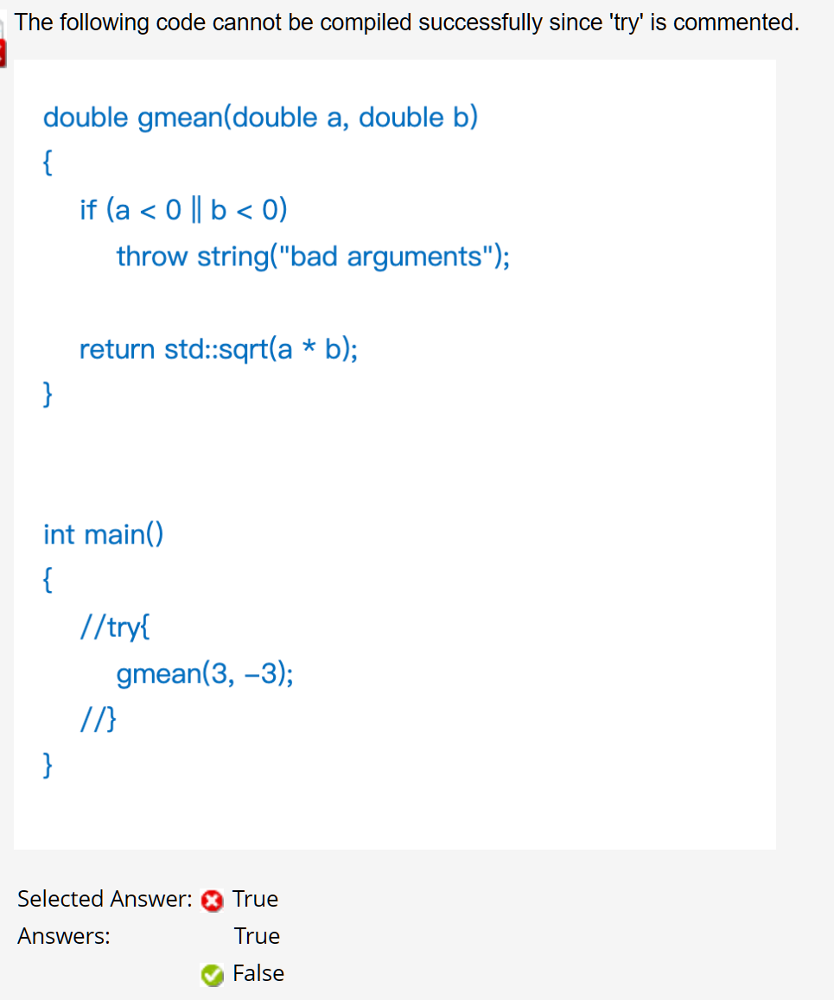 The following code cannot be compiled successfully since 'try' is commented.
double gmean(double a, double b)
{
if (a < 0 || b < 0)
throw string("bad arguments");
return std::sqrt(a * b);
}
int main()
{
//try{
gmean(3, –3);
//}
}
Selected Answer: True
Answers: True
False